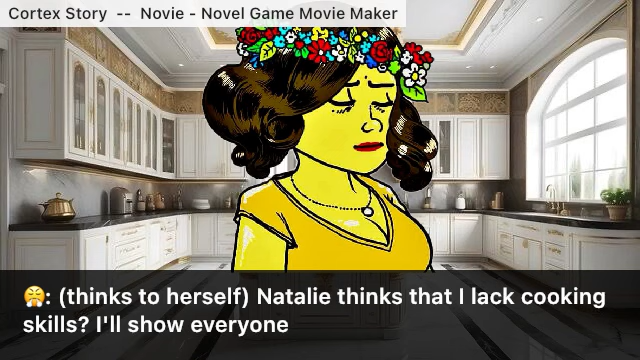 Cortex Story -- Novie - Novel Game Movie Maker
😤: (thinks to herself) Natalie thinks that I lack cooking
skills? I'll show everyone